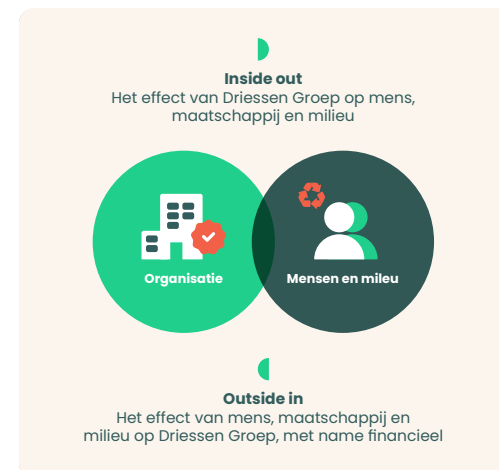 Inside out
Het effect van Driessen Groep op mens,
maatschappij en milieu
Organisatie
Mensen en mileu
Outside in
Het effect van mens, maatschappij en
milieu op Driessen Groep, met name financieel